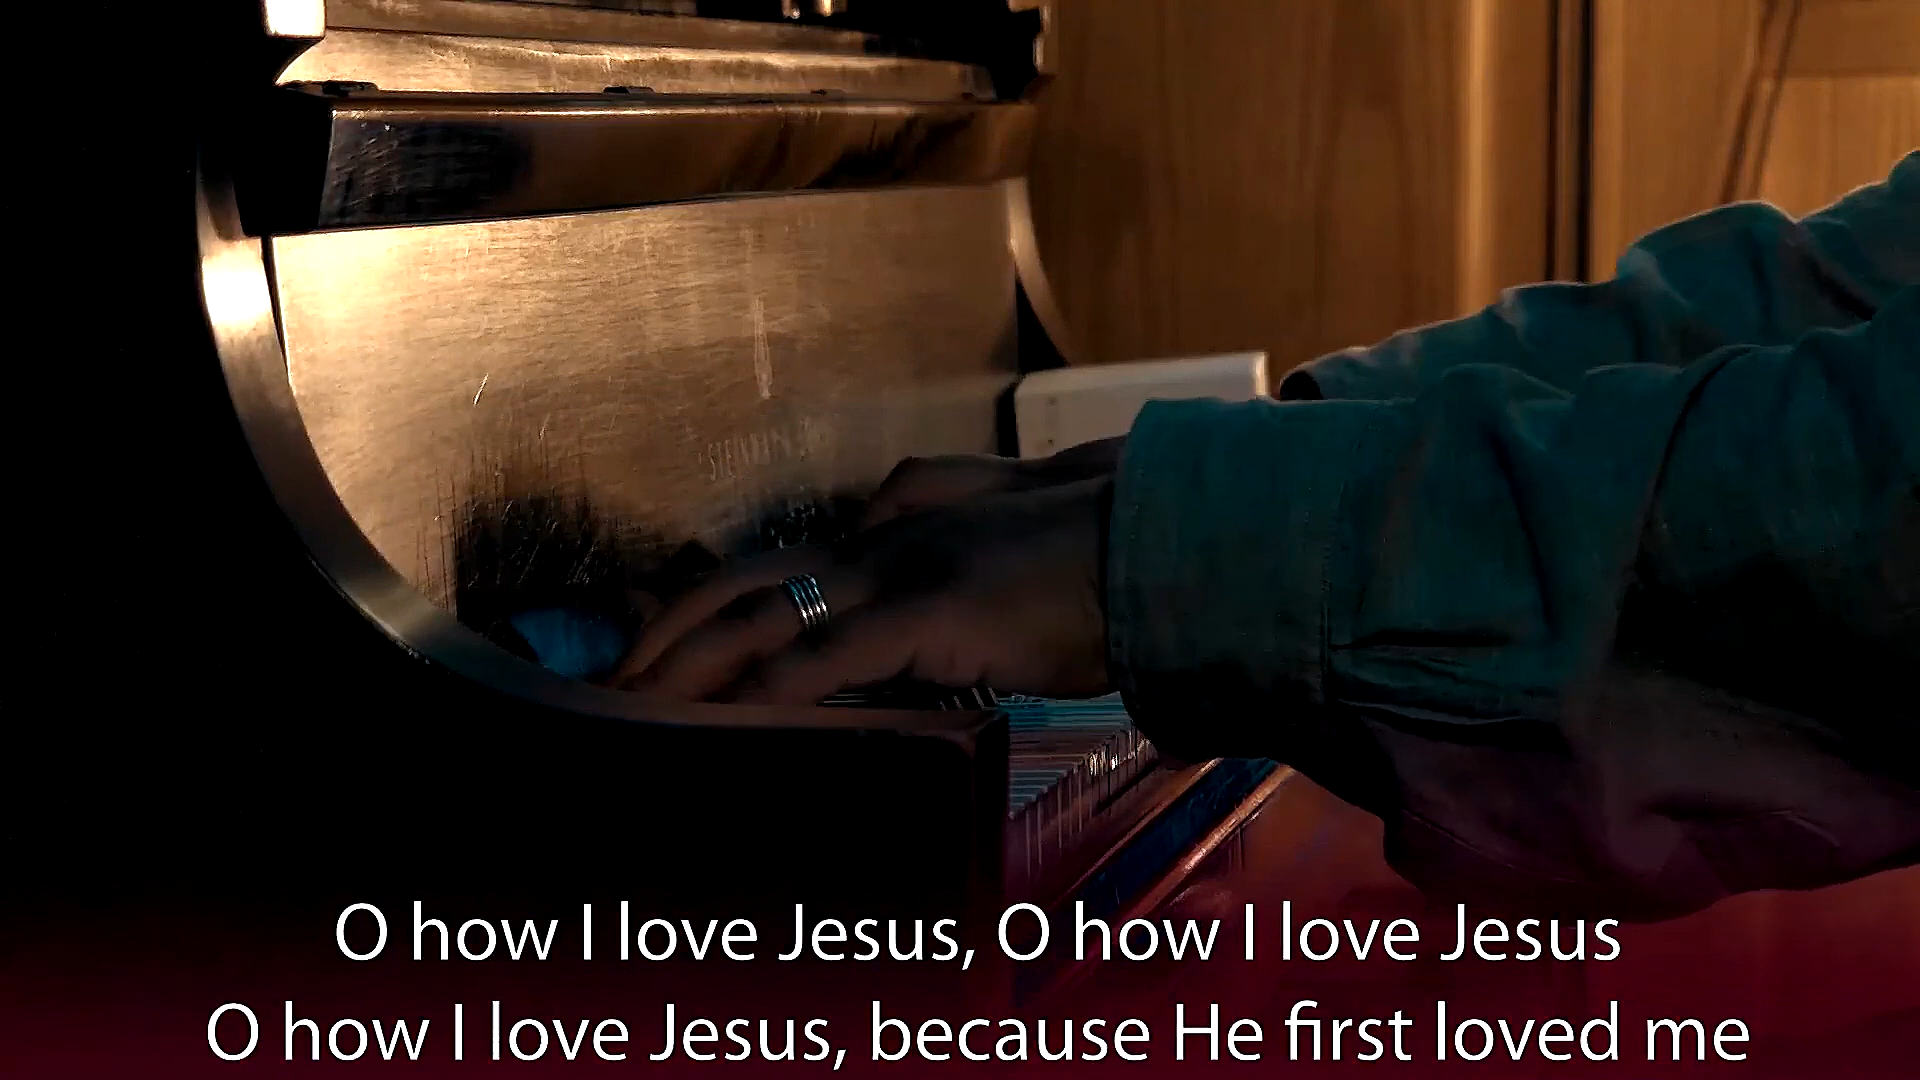 O how I love Jesus, O how I love Jesus
O how I love Jesus, because He first loved me